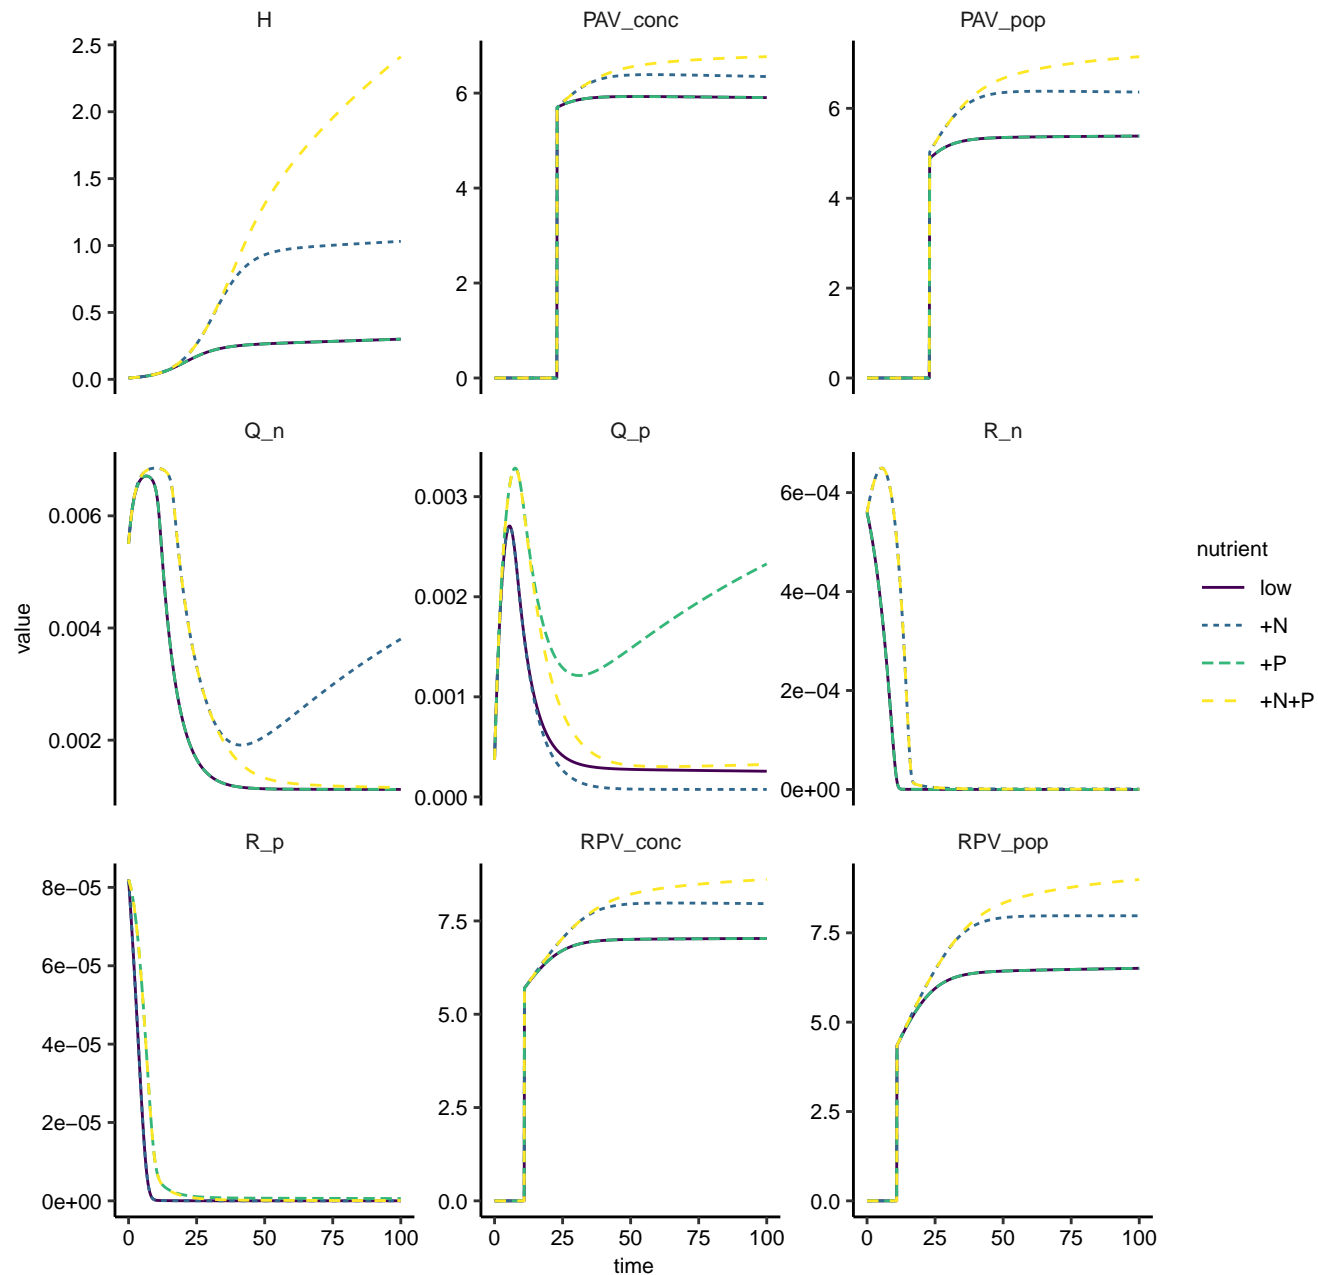 H
PAV_conc
PAV_pop
2.5
2.0
1.5
1.0
0.5
0.0
6
4
2
0
6
4
2
0
Q_n
Q_p
R_n
0.006
0.004
0.002
0.003
0.002
0.001
0.000
6e−04
4e−04
2e−04
0e+00
value
nutrient
low
+N
+P
+N+P
R_p
RPV_conc
RPV_pop
8e−05
6e−05
4e−05
2e−05
0e+00
7.5
5.0
2.5
0.0
7.5
5.0
2.5
0.0
0 25 50 75 100
0 25 50 75 100
0 25 50 75 100
time